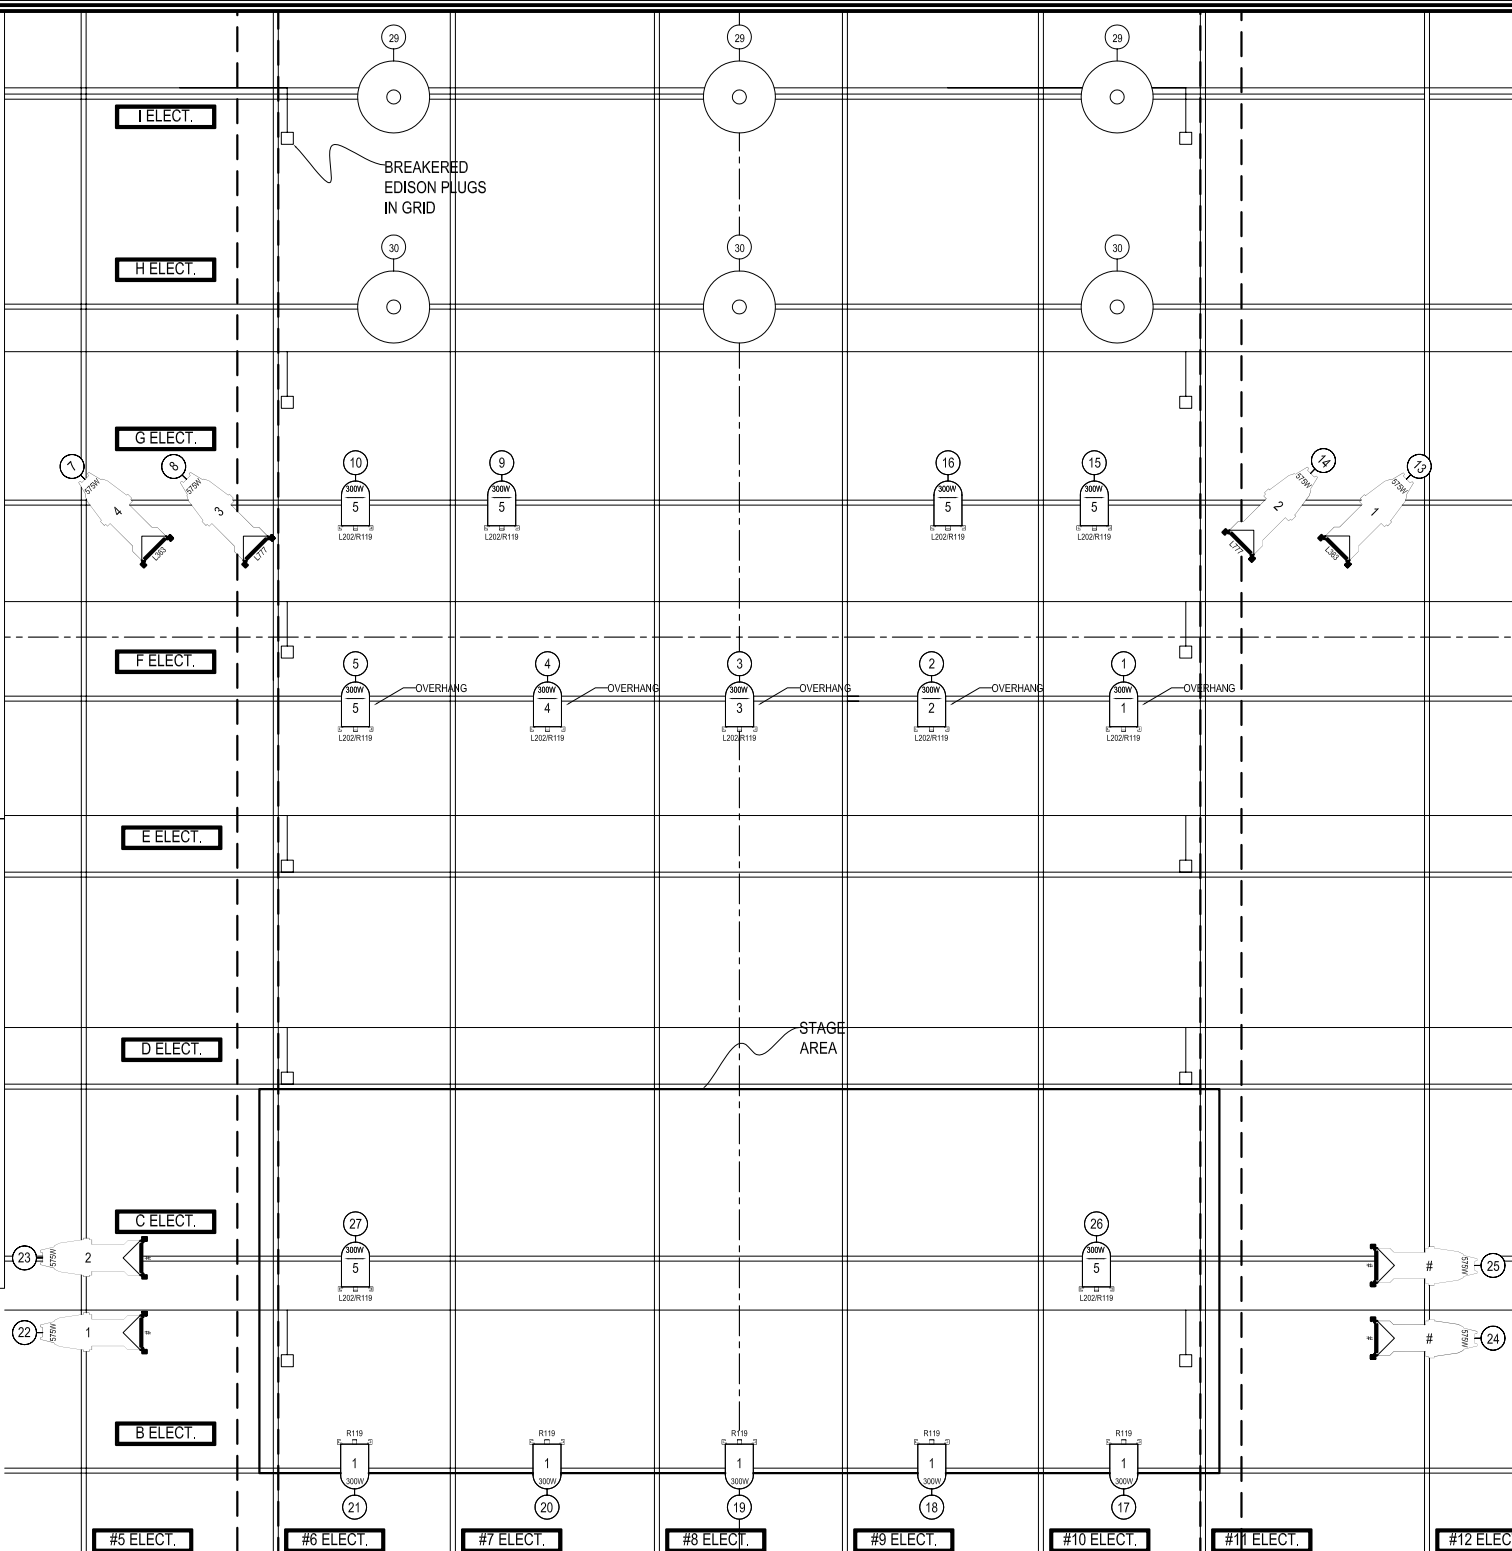 29 29 29
I ELECT.
BREAKERED
EDISON PLUGS
IN GRID
30 30 30
H ELECT.
G ELECT.
7 8 10 9 16 15 14 13
575W 575W 300W 300W 300W 300W 575W 575W
4 3 5 5 5 5 2 1
L363 L777 L202/R119 L202/R119 L202/R119 L202/R119 L777 L363
F ELECT.
5 4 3 2 1
300W OVERHANG 300W OVERHANG 300W OVERHANG 300W OVERHANG 300W OVERHANG
5 4 3 2 1
L202/R119 L202/R119 L202/R119 L202/R119 L202/R119
E ELECT.
STAGE
AREA
D ELECT.
C ELECT.
27 26
300W 300W
23 575W 2 # 5 5 # # 575W 25
L202/R119 L202/R119
22 575W 1 # # # 575W 24
B ELECT.
R119 R119 R119 R119 R119
1 1 1 1 1
300W 300W 300W 300W 300W
21 20 19 18 17
#5 ELECT. #6 ELECT. #7 ELECT. #8 ELECT. #9 ELECT. #10 ELECT. #11 ELECT. #12 ELEC